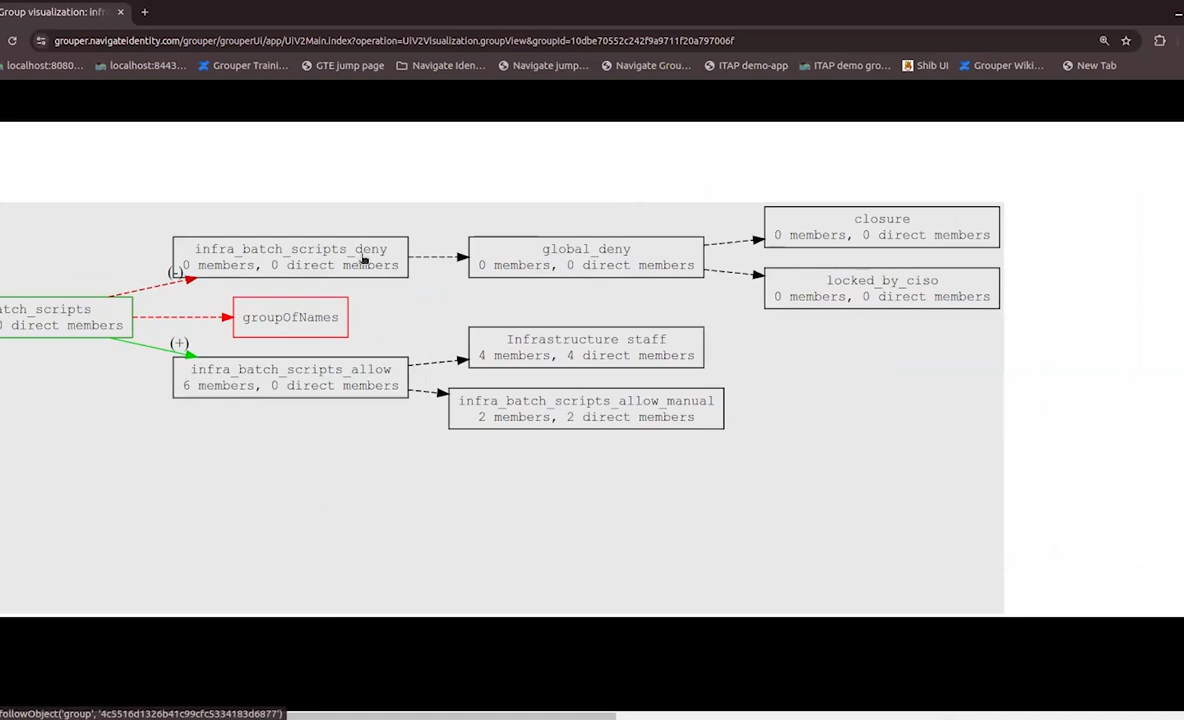 Group visualization: infr
grouper.navigateidentity.com/grouper/grouperUi/app/UiV2Main.index?operation=UiV2Visualization.groupView&groupId=10dbe70552c242f9a9711f20a797006f
localhost:8080... localhost:8443... Grouper Traini... GTE jump page Navigate Iden... Navigate jump... Navigate Grou... ITAP demo-app ITAP demo gro... Shib UI Grouper Wiki... New Tab
closure
0 members, 0 direct members
infra_batch_scripts_deny
0 members, 0 direct members
global_deny
0 members, 0 direct members
(-)
locked_by_ciso
0 members, 0 direct members
atch_scripts
0 direct members
groupOfNames
(+)
Infrastructure staff
4 members, 4 direct members
infra_batch_scripts_allow
6 members, 0 direct members
infra_batch_scripts_allow_manual
2 members, 2 direct members
followObject('group', '4c5516d1326b41c99cfc5334183d6877')